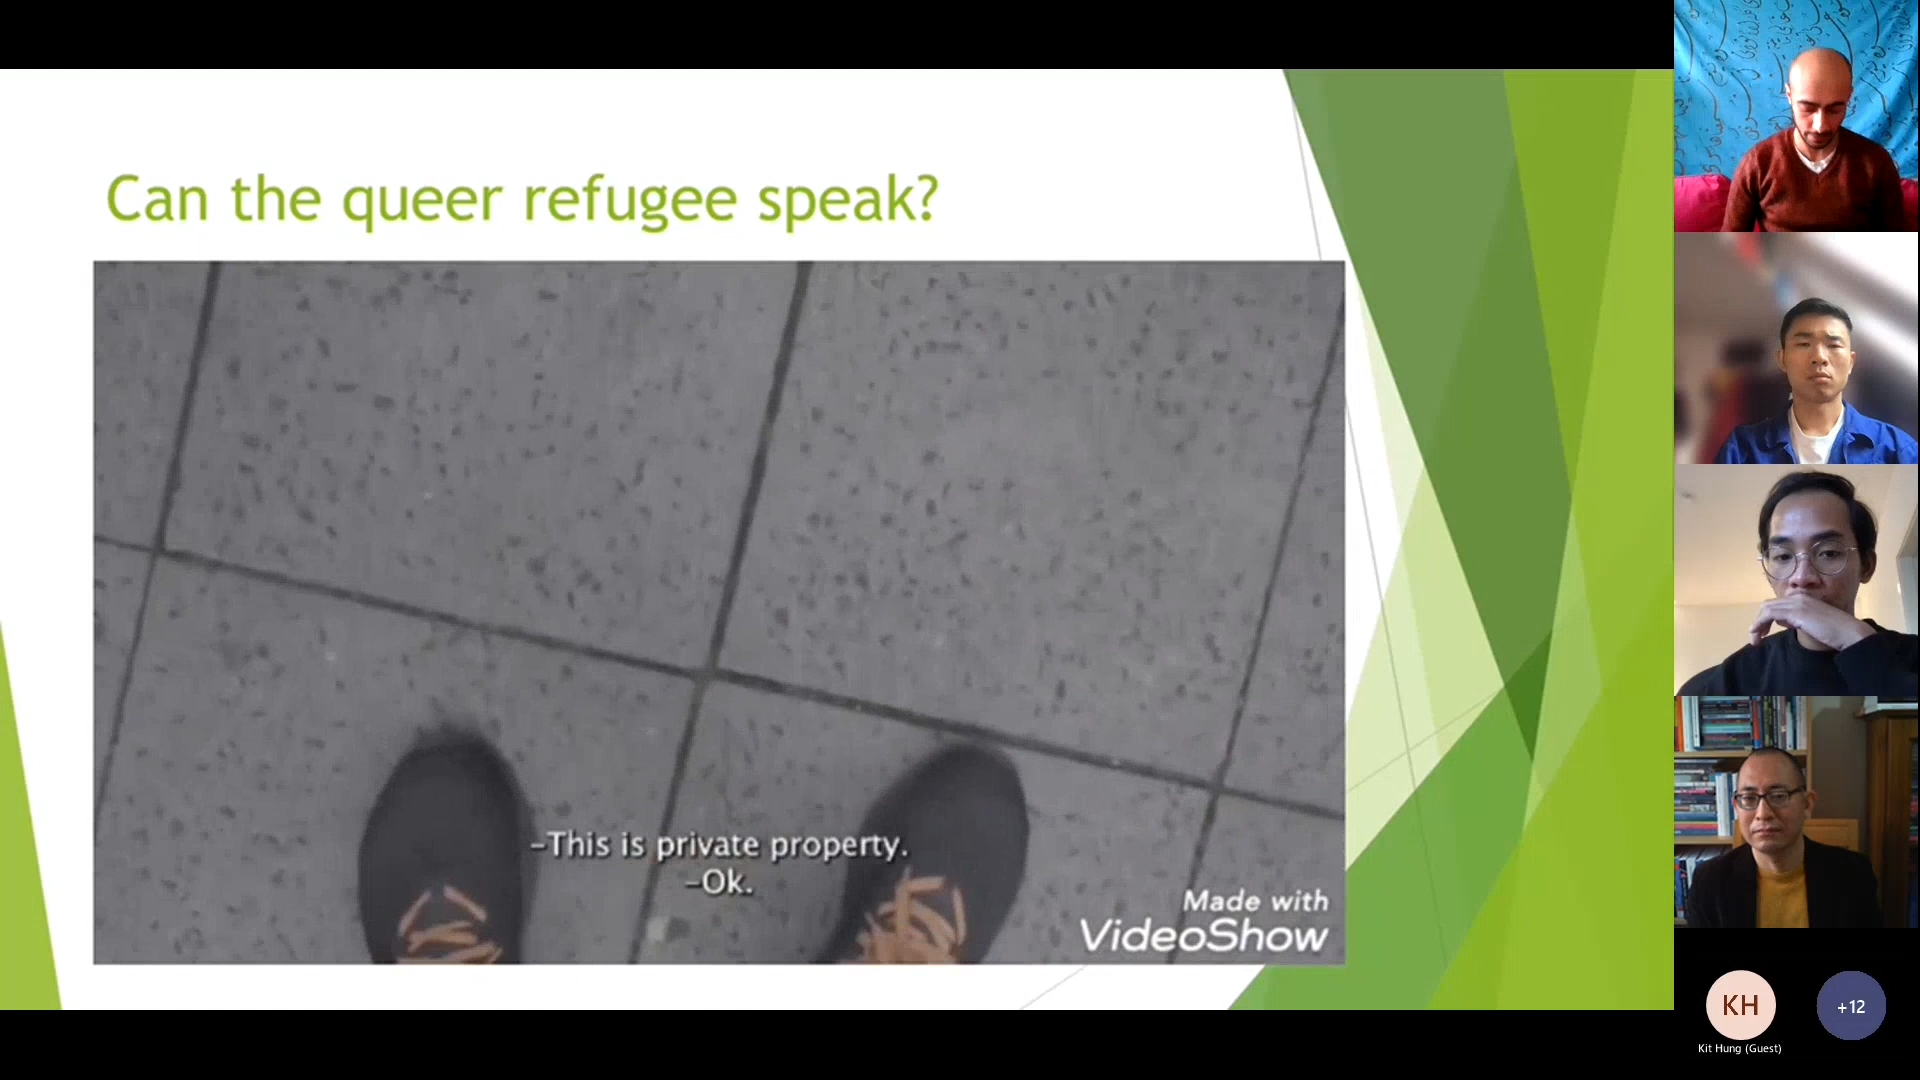 Can the queer refugee speak?
-This is private property.
-Ok.
Made with
VideoShow
KH
+12
Kit Hung (Guest)